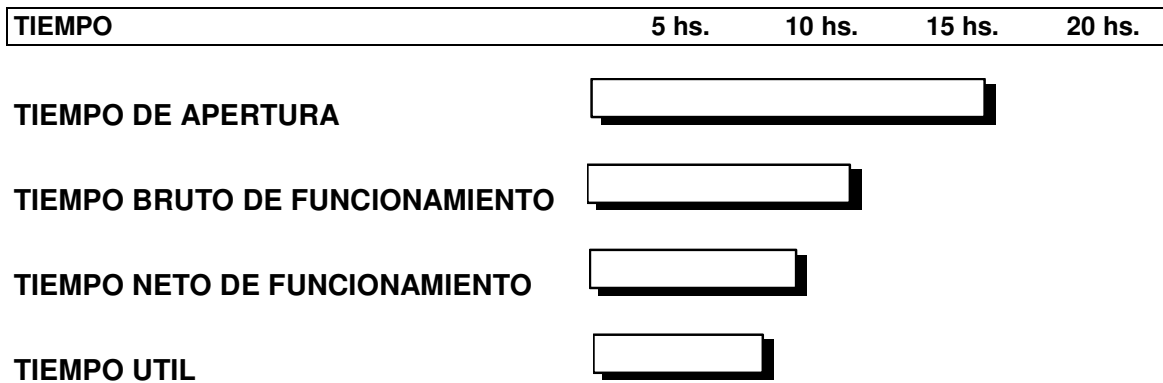 TIEMPO 5 hs. 10 hs. 15 hs. 20 hs.
TIEMPO DE APERTURA
TIEMPO BRUTO DE FUNCIONAMIENTO
TIEMPO NETO DE FUNCIONAMIENTO
TIEMPO UTIL